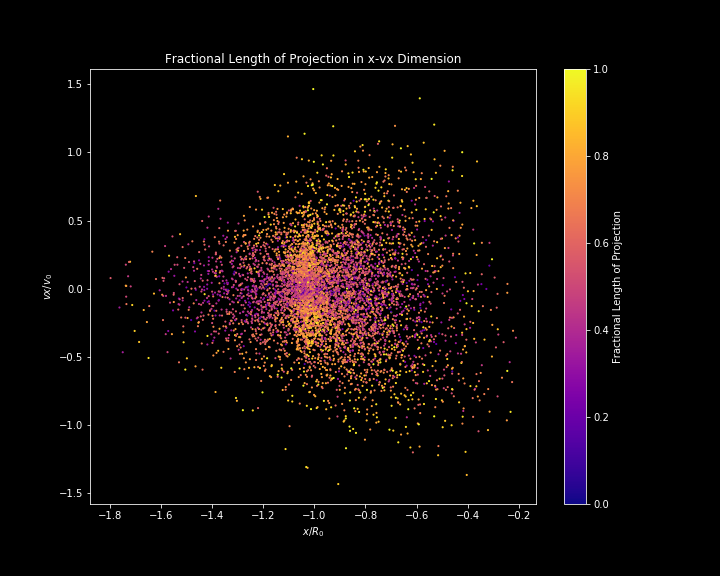 Fractional Length of Projection in x-vx Dimension
1.5
1.0
0.5
0.0
−0.5
−1.0
−1.5
vx/v₀
−1.8 −1.6 −1.4 −1.2 −1.0 −0.8 −0.6 −0.4 −0.2
x/R₀
1.0
0.8
0.6
0.4
0.2
0.0
Fractional Length of Projection